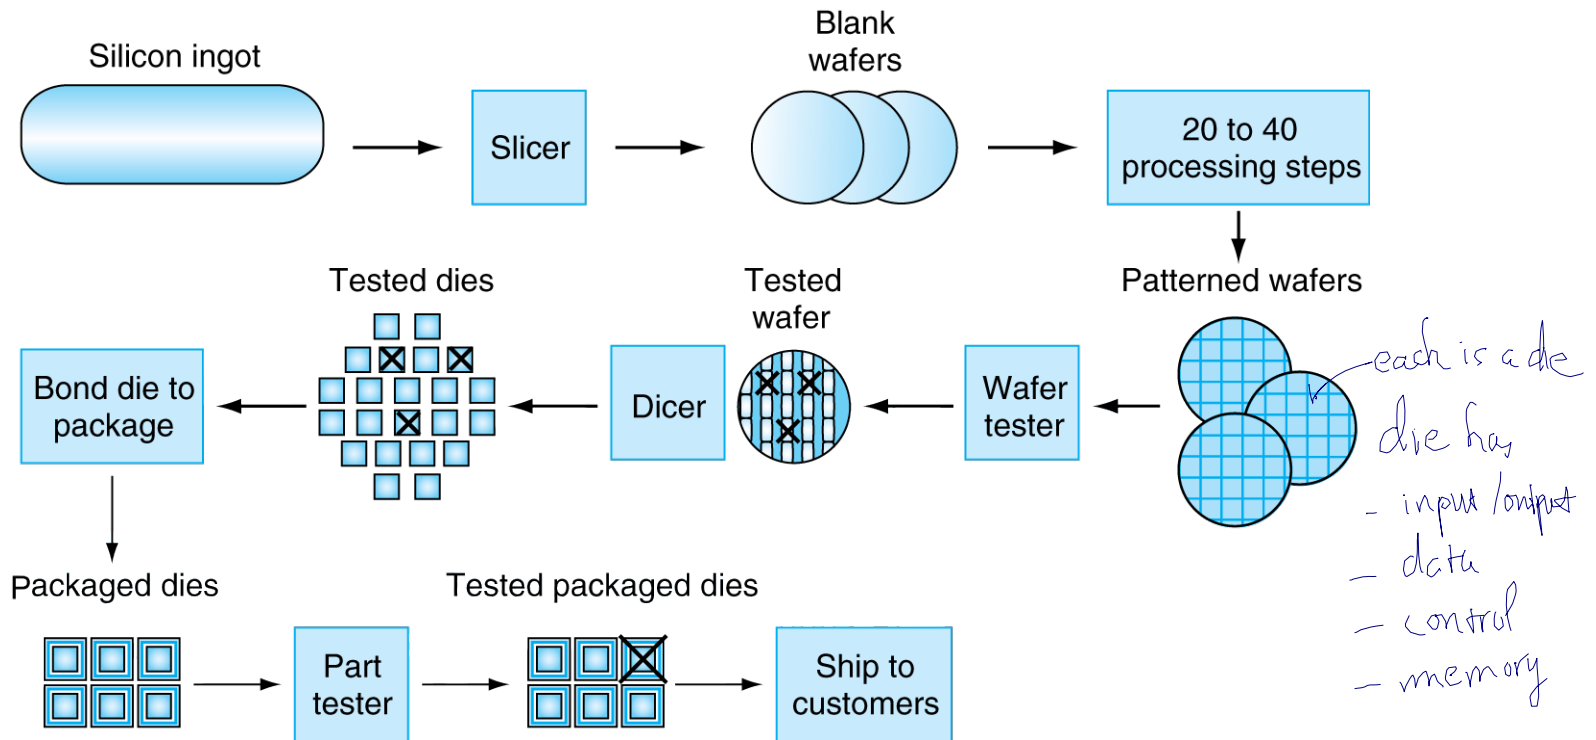 Silicon ingot
Slicer
Blank
wafers
20 to 40
processing steps
Tested dies
Tested
wafer
Patterned wafers
Bond die to
package
Dicer
Wafer
tester
each is a die
die has
- input/output
- data
- control
- memory
Packaged dies
Tested packaged dies
Part
tester
Ship to
customers